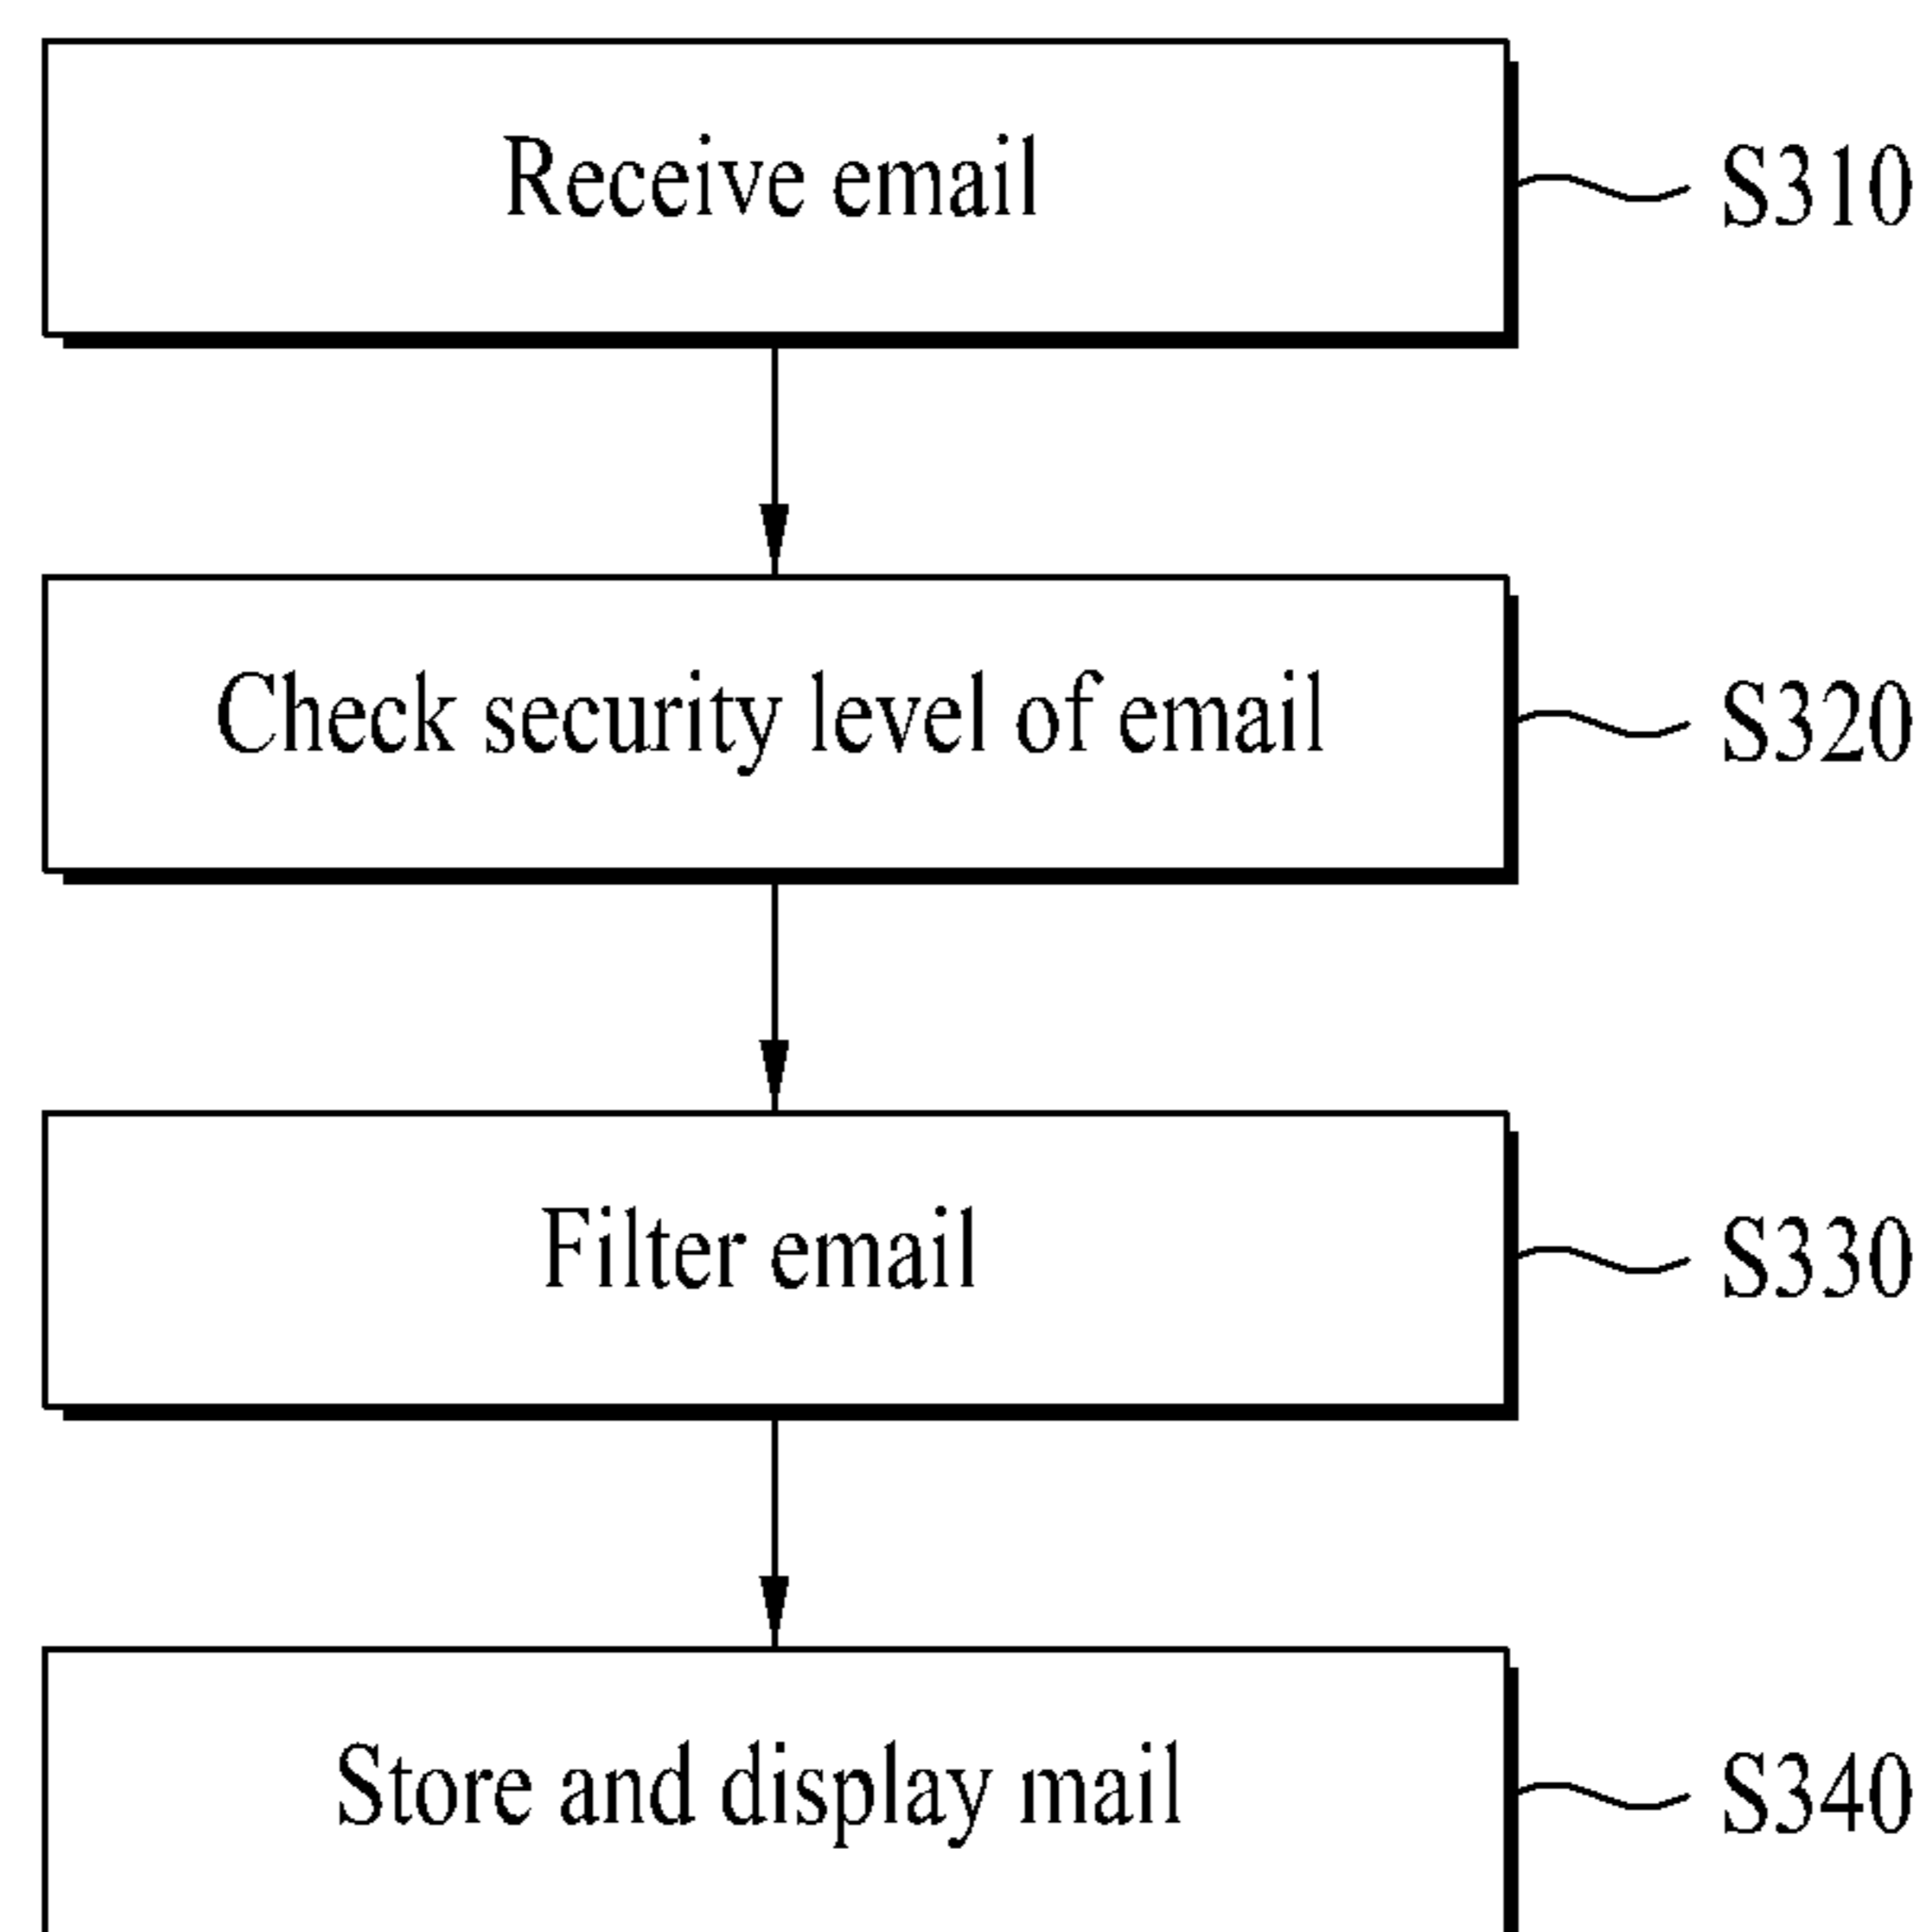 Receive email
S310
Check security level of email
S320
Filter email
S330
Store and display mail
S340